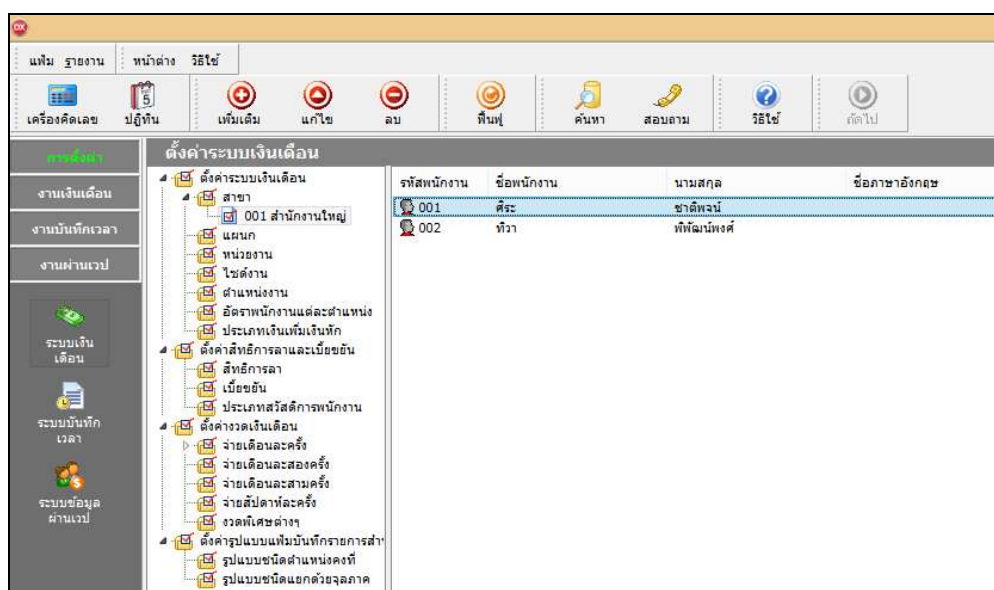 DX
แฟ้ม รายงาน หน้าต่าง วิธีใช้
เครื่องคิดเลข ปฏิทิน เพิ่มเติม แก้ไข ลบ ฟื้นฟู ค้นหา สอบถาม วิธีใช้ ถัดไป
การตั้งค่า
งานเงินเดือน
งานบันทึกเวลา
งานผ่านเวป
ระบบเงิน
เดือน
ระบบบันทึก
เวลา
ระบบข้อมูล
ผ่านเวป
ตั้งค่าระบบเงินเดือน
ตั้งค่าระบบเงินเดือน
สาขา
001 สำนักงานใหญ่
แผนก
หน่วยงาน
ไซด์งาน
ตำแหน่งงาน
อัตราพนักงานแต่ละตำแหน่ง
ประเภทเงินเพิ่มเงินหัก
ตั้งค่าสิทธิการลาและเบี้ยขยัน
สิทธิการลา
เบี้ยขยัน
ประเภทสวัสดิการพนักงาน
ตั้งค่างวดเงินเดือน
จ่ายเดือนละครั้ง
จ่ายเดือนละสองครั้ง
จ่ายเดือนละสามครั้ง
จ่ายสัปดาห์ละครั้ง
งวดพิเศษต่างๆ
ตั้งค่ารูปแบบแฟ้มบันทึกรายการสำ
รูปแบบชนิดตำแหน่งคงที่
รูปแบบชนิดแยกด้วยจุลภาค
รหัสพนักงาน ชื่อพนักงาน นามสกุล ชื่อภาษาอังกฤษ
001 ศิระ ชาติพจน์
002 ทิวา พิพัฒน์พงศ์